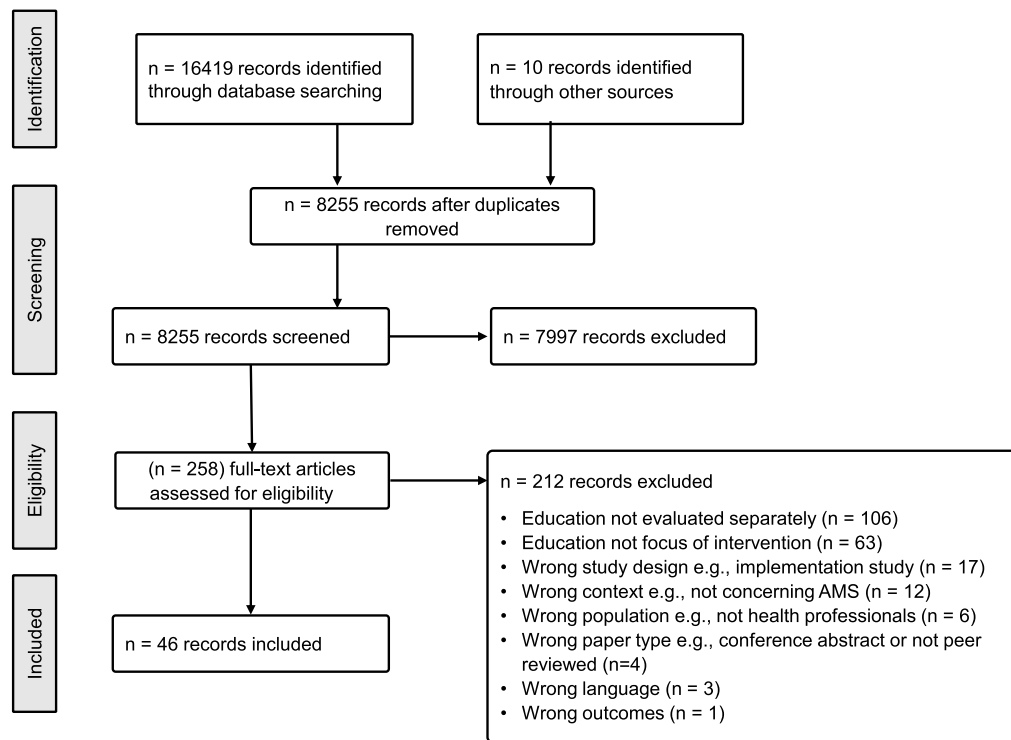 Identification
n = 16419 records identified
through database searching
n = 10 records identified
through other sources
Screening
n = 8255 records after duplicates
removed
n = 8255 records screened
n = 7997 records excluded
Eligibility
(n = 258) full-text articles
assessed for eligibility
n = 212 records excluded
• Education not evaluated separately (n = 106)
• Education not focus of intervention (n = 63)
• Wrong study design e.g., implementation study (n = 17)
• Wrong context e.g., not concerning AMS (n = 12)
• Wrong population e.g., not health professionals (n = 6)
• Wrong paper type e.g., conference abstract or not peer
reviewed (n=4)
• Wrong language (n = 3)
• Wrong outcomes (n = 1)
Included
n = 46 records included